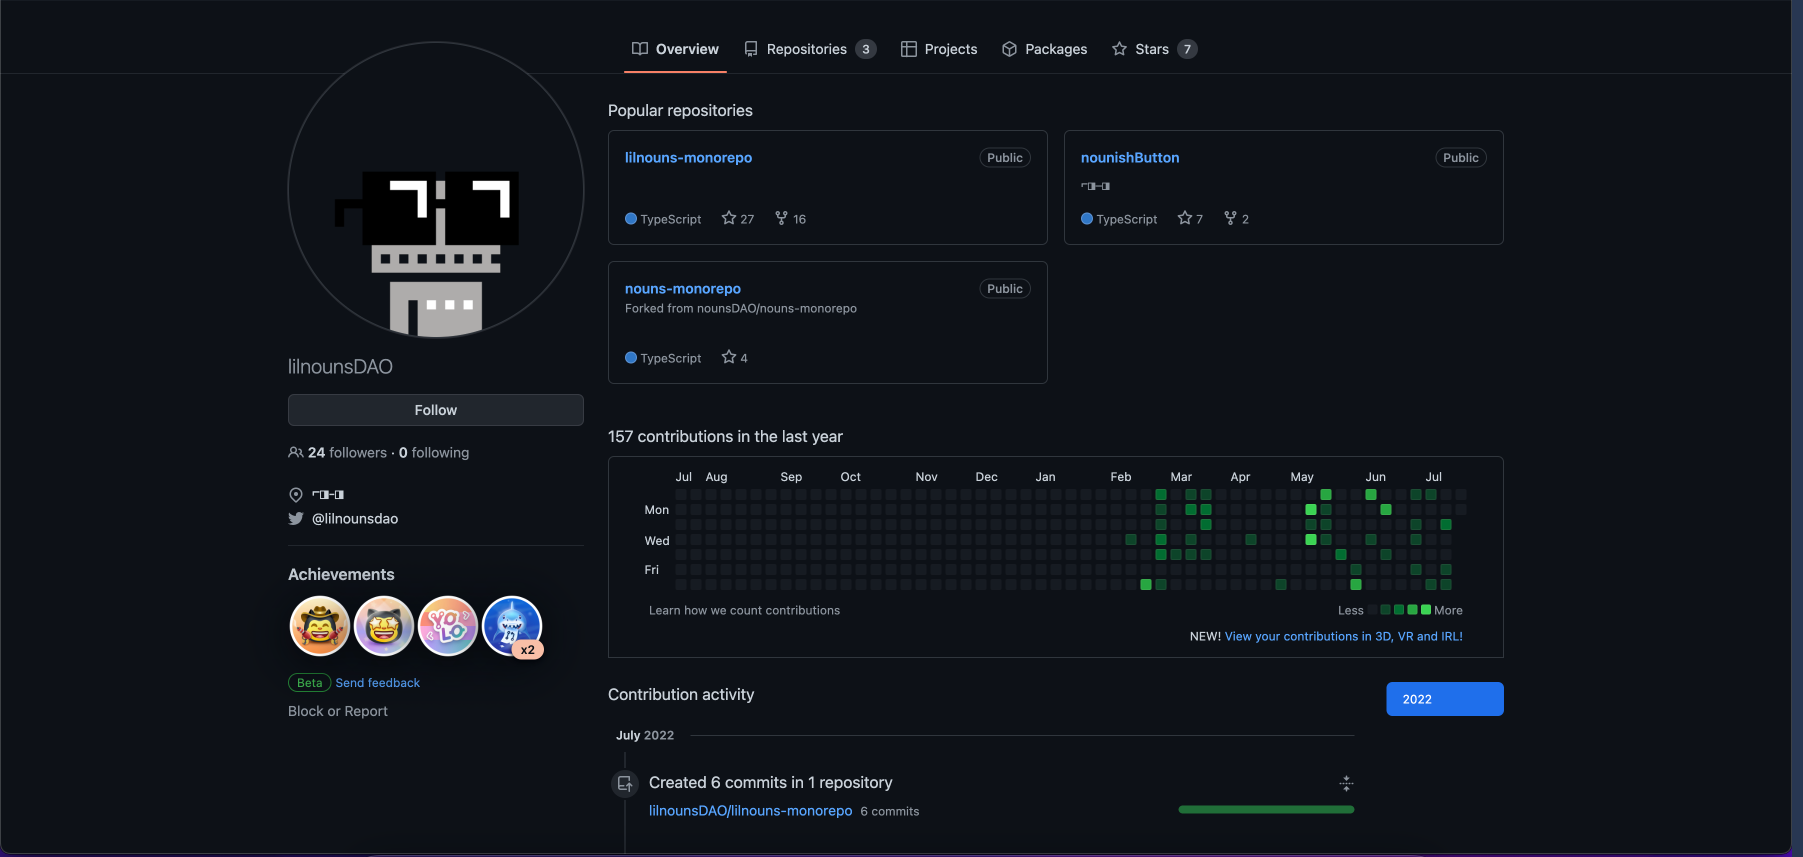 Overview Repositories 3 Projects Packages Stars 7
lilnounsDAO
Follow
24 followers · 0 following
⌐◨-◨
@lilnounsdao
Achievements
x2
Beta Send feedback
Block or Report
Popular repositories
lilnouns-monorepo Public
TypeScript 27 16
nounishButton Public
⌐◨-◨
TypeScript 7 2
nouns-monorepo Public
Forked from nounsDAO/nouns-monorepo
TypeScript 4
157 contributions in the last year
Jul Aug Sep Oct Nov Dec Jan Feb Mar Apr May Jun Jul
Mon
Wed
Fri
Learn how we count contributions
Less More
NEW! View your contributions in 3D, VR and IRL!
Contribution activity
2022
July 2022
Created 6 commits in 1 repository
lilnounsDAO/lilnouns-monorepo 6 commits